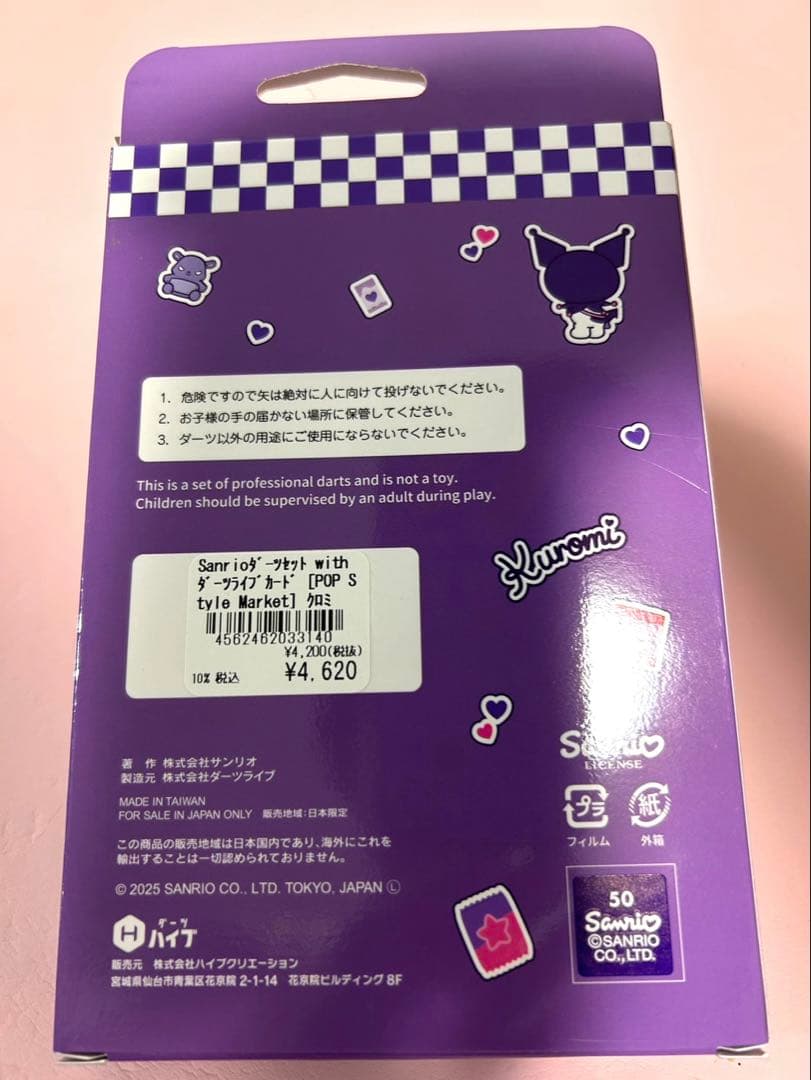 1. 危険ですので矢は絶対に人に向けて投げないでください。
2. お子様の手の届かない場所に保管してください。
3. ダーツ以外の用途にご使用にならないでください。
This is a set of professional darts and is not a toy.
Children should be supervised by an adult during play.
Kuromi
Sanrioﾀﾞｰﾂｾｯﾄ with
ﾀﾞｰﾂﾗｲﾌﾞｶｰﾄﾞ [POP S
tyle Market] ｸﾛﾐ
4562462033140
¥4,200(税抜)
10% 税込 ¥4,620
著 作 株式会社サンリオ
製造元 株式会社ダーツライブ
MADE IN TAIWAN
FOR SALE IN JAPAN ONLY 販売地域:日本限定
この商品の販売地域は日本国内であり、海外にこれを
輸出することは一切認められておりません。
© 2025 SANRIO CO., LTD. TOKYO, JAPAN Ⓛ
Sanrio
LICENSE
プラ 紙
フィルム 外箱
50
Sanrio
©SANRIO
CO.,LTD.
H ダーツ
ハイブ
販売元 株式会社ハイブクリエーション
宮城県仙台市青葉区花京院 2-1-14 花京院ビルディング 8F